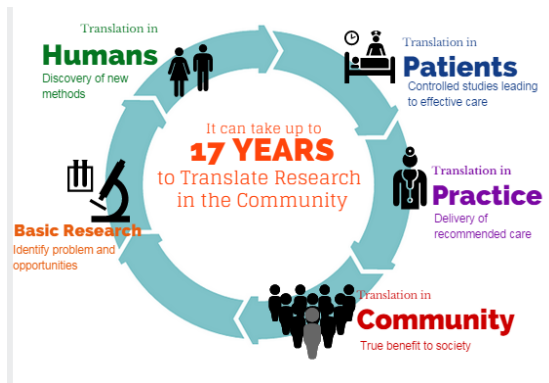 Translation in
Humans
Discovery of new
methods
Translation in
Patients
Controlled studies leading
to effective care
It can take up to
17 YEARS
to Translate Research
in the Community
Translation in
Practice
Delivery of
recommended care
Basic Research
Identify problem and
opportunities
Translation in
Community
True benefit to society